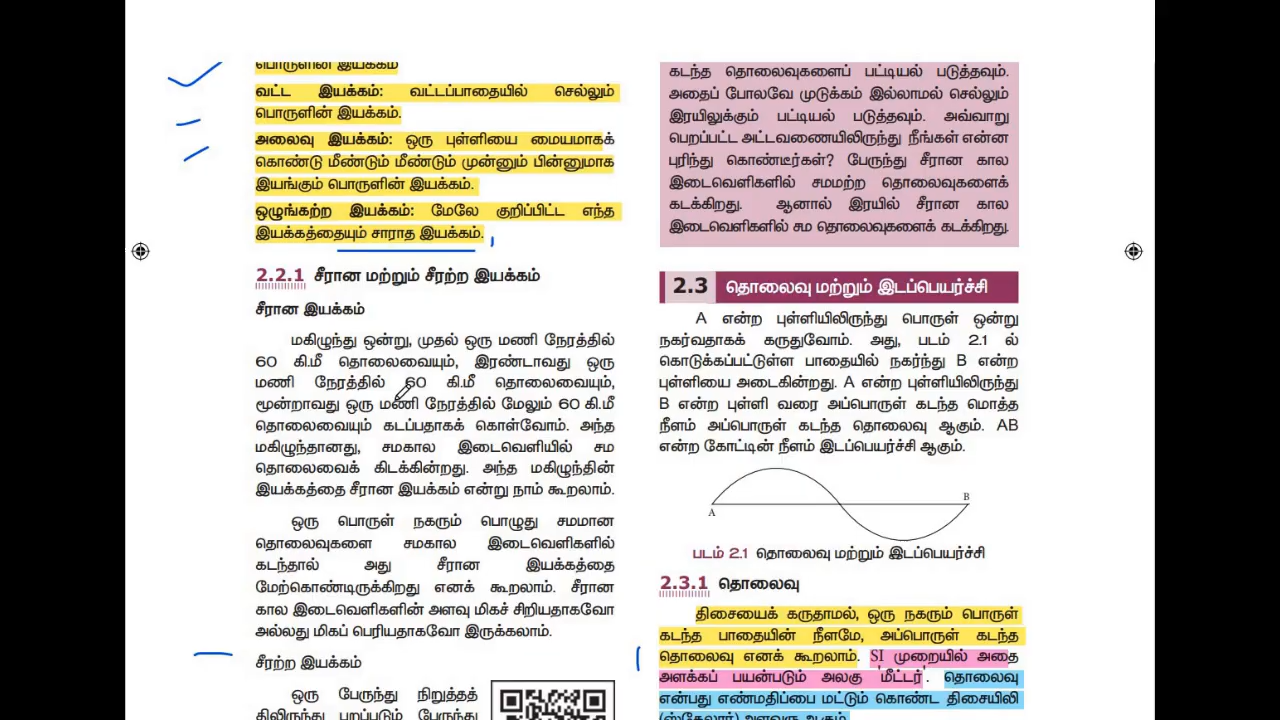 பொருளின் இயக்கம்
வட்ட இயக்கம்: வட்டப்பாதையில் செல்லும்
பொருளின் இயக்கம்.
அலைவு இயக்கம்: ஒரு புள்ளியை மையமாகக்
கொண்டு மீண்டும் மீண்டும் முன்னும் பின்னுமாக
இயங்கும் பொருளின் இயக்கம்.
ஒழுங்கற்ற இயக்கம்: மேலே குறிப்பிட்ட எந்த
இயக்கத்தையும் சாராத இயக்கம்.
2.2.1 சீரான மற்றும் சீரற்ற இயக்கம்
சீரான இயக்கம்
மகிழுந்து ஒன்று, முதல் ஒரு மணி நேரத்தில்
60 கி.மீ தொலைவையும், இரண்டாவது ஒரு
மணி நேரத்தில் 60 கி.மீ தொலைவையும்,
மூன்றாவது ஒரு மணி நேரத்தில் மேலும் 60 கி.மீ
தொலைவையும் கடப்பதாகக் கொள்வோம். அந்த
மகிழுந்தானது, சமகால இடைவெளியில் சம
தொலைவைக் கிடக்கின்றது. அந்த மகிழுந்தின்
இயக்கத்தை சீரான இயக்கம் என்று நாம் கூறலாம்.
ஒரு பொருள் நகரும் பொழுது சமமான
தொலைவுகளை சமகால இடைவெளிகளில்
கடந்தால் அது சீரான இயக்கத்தை
மேற்கொண்டிருக்கிறது எனக் கூறலாம். சீரான
கால இடைவெளிகளின் அளவு மிகச் சிறியதாகவோ
அல்லது மிகப் பெரியதாகவோ இருக்கலாம்.
சீரற்ற இயக்கம்
ஒரு பேருந்து நிறுத்தத்
திலிருந்து புறப்படும் பேருந்து
கடந்த தொலைவுகளைப் பட்டியல் படுத்தவும்.
அதைப் போலவே முடுக்கம் இல்லாமல் செல்லும்
இரயிலுக்கும் பட்டியல் படுத்தவும். அவ்வாறு
பெறப்பட்ட அட்டவணையிலிருந்து நீங்கள் என்ன
புரிந்து கொண்டீர்கள்? பேருந்து சீரான கால
இடைவெளிகளில் சமமற்ற தொலைவுகளைக்
கடக்கிறது. ஆனால் இரயில் சீரான கால
இடைவெளிகளில் சம தொலைவுகளைக் கடக்கிறது.
2.3 தொலைவு மற்றும் இடப்பெயர்ச்சி
A என்ற புள்ளியிலிருந்து பொருள் ஒன்று
நகர்வதாகக் கருதுவோம். அது, படம் 2.1 ல்
கொடுக்கப்பட்டுள்ள பாதையில் நகர்ந்து B என்ற
புள்ளியை அடைகின்றது. A என்ற புள்ளியிலிருந்து
B என்ற புள்ளி வரை அப்பொருள் கடந்த மொத்த
நீளம் அப்பொருள் கடந்த தொலைவு ஆகும். AB
என்ற கோட்டின் நீளம் இடப்பெயர்ச்சி ஆகும்.
A
B
படம் 2.1 தொலைவு மற்றும் இடப்பெயர்ச்சி
2.3.1 தொலைவு
திசையைக் கருதாமல், ஒரு நகரும் பொருள்
கடந்த பாதையின் நீளமே, அப்பொருள் கடந்த
தொலைவு எனக் கூறலாம். SI முறையில் அதை
அளக்கப் பயன்படும் அலகு 'மீட்டர்'. தொலைவு
என்பது எண்மதிப்பை மட்டும் கொண்ட திசையிலி
(ஸ்கேலார்) அளவுரு ஆகும்.